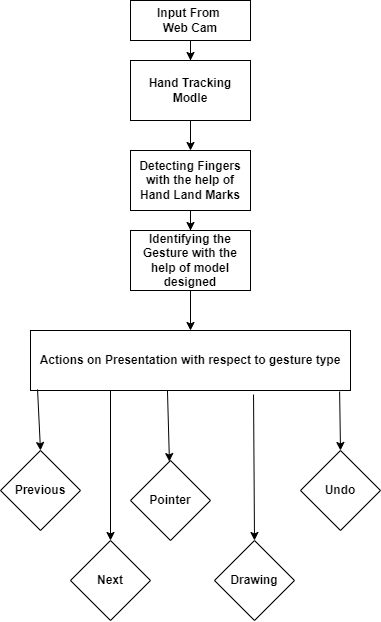 Input From
Web Cam
Hand Tracking
Modle
Detecting Fingers
with the help of
Hand Land Marks
Identifying the
Gesture with the
help of model
designed
Actions on Presentation with respect to gesture type
Previous
Pointer
Undo
Next
Drawing